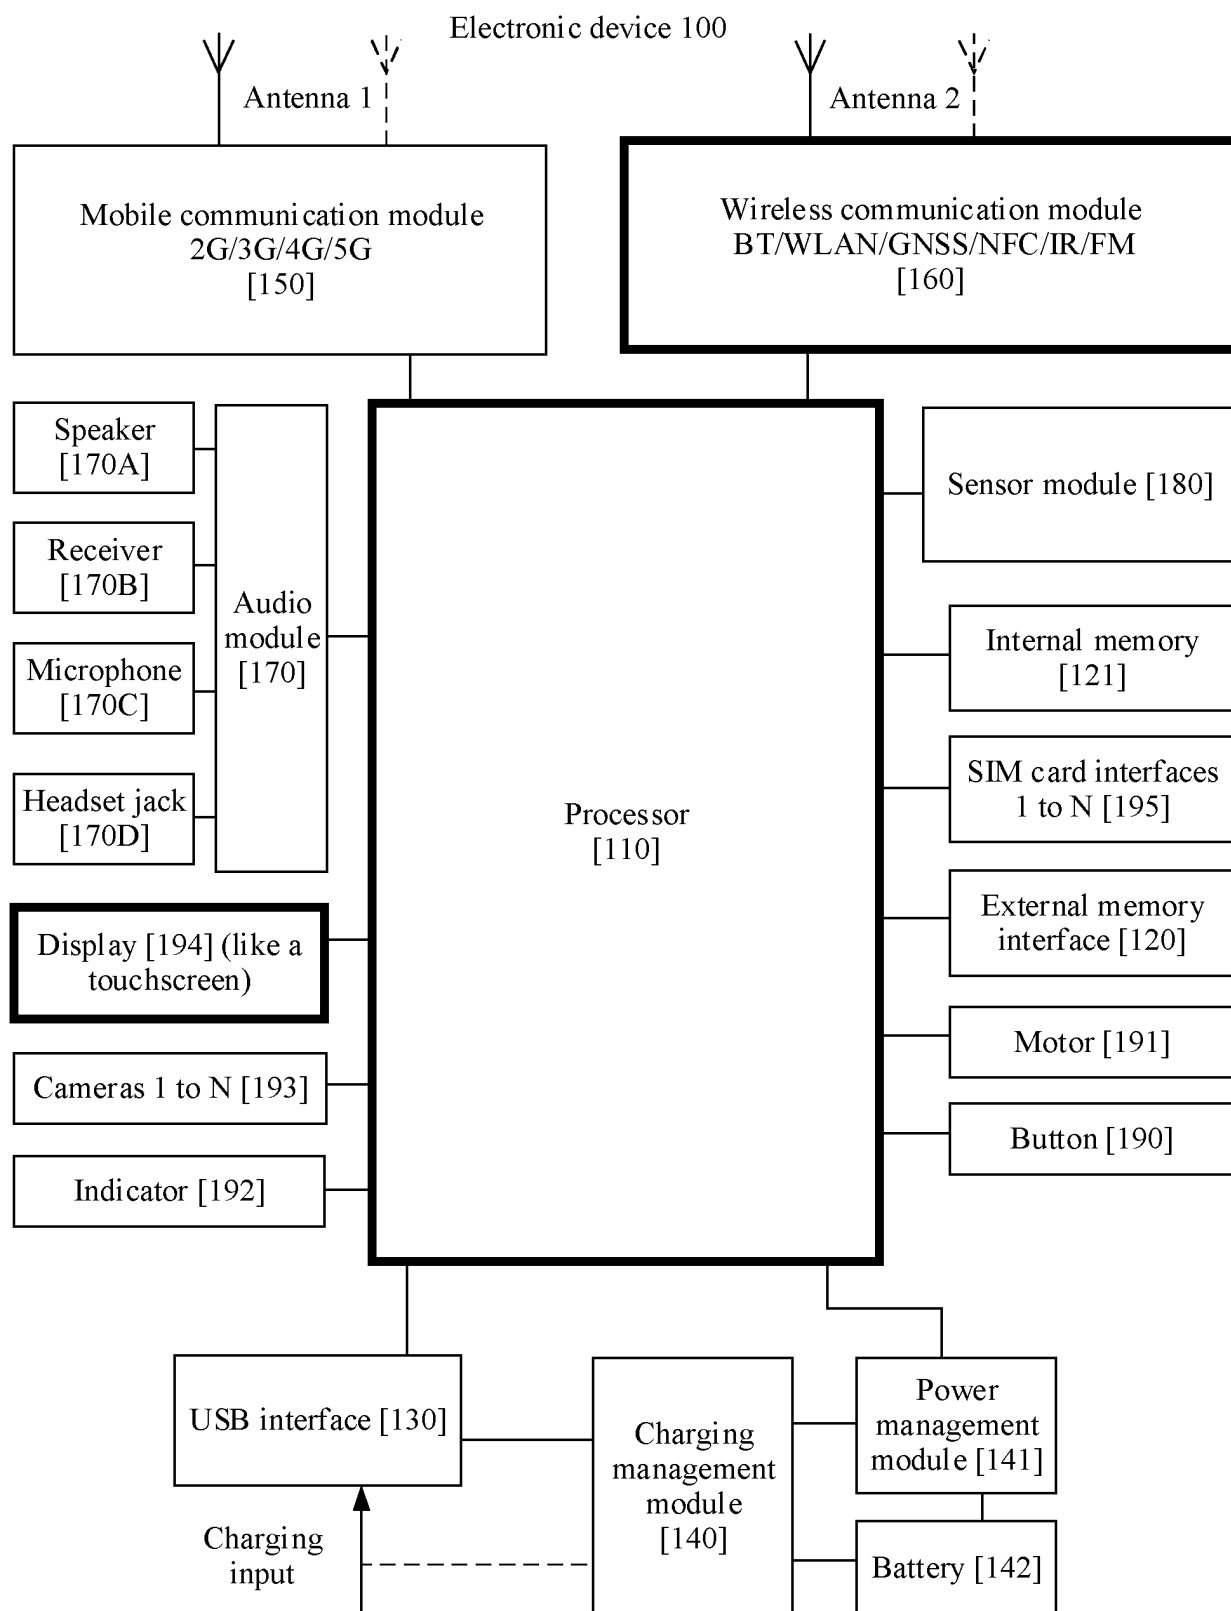 Electronic device 100
Antenna 1
Antenna 2
Mobile communication module
2G/3G/4G/5G
[150]
Wireless communication module
BT/WLAN/GNSS/NFC/IR/FM
[160]
Speaker
[170A]
Receiver
[170B]
Microphone
[170C]
Headset jack
[170D]
Audio
module
[170]
Display [194] (like a
touchscreen)
Cameras 1 to N [193]
Indicator [192]
Processor
[110]
Sensor module [180]
Internal memory
[121]
SIM card interfaces
1 to N [195]
External memory
interface [120]
Motor [191]
Button [190]
USB interface [130]
Charging
management
module
[140]
Power
management
module [141]
Charging
input
Battery [142]